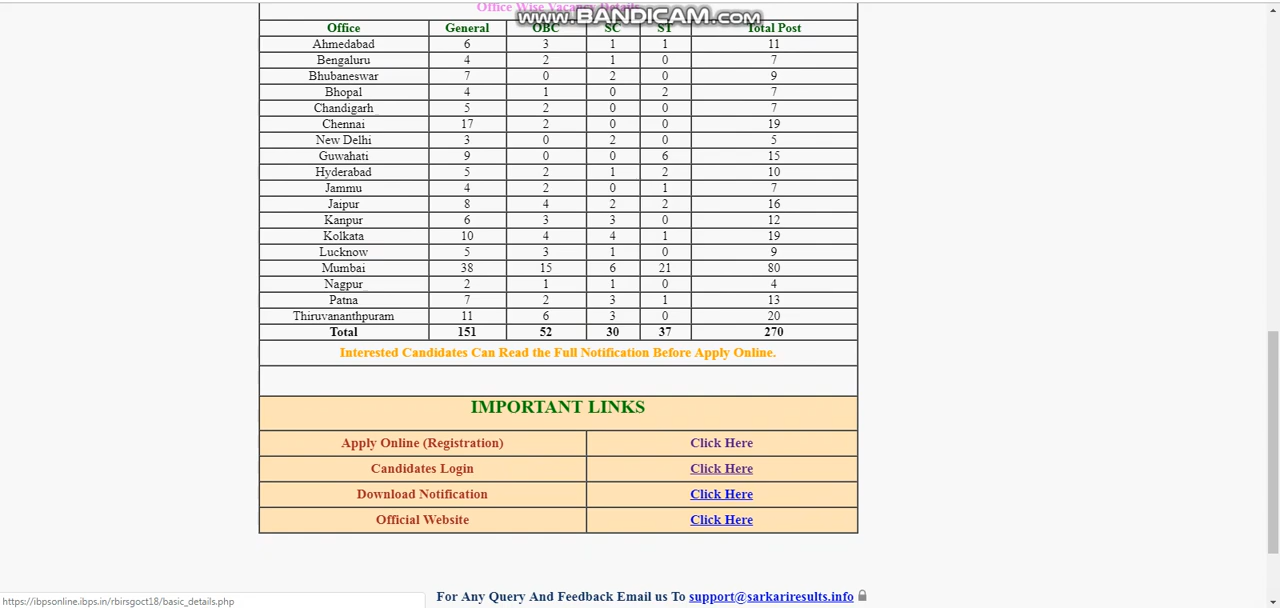 Office Wise Vacancy Details
www.BANDICAM.com
Office General OBC SC ST Total Post
Ahmedabad 6 3 1 1 11
Bengaluru 4 2 1 0 7
Bhubaneswar 7 0 2 0 9
Bhopal 4 1 0 2 7
Chandigarh 5 2 0 0 7
Chennai 17 2 0 0 19
New Delhi 3 0 2 0 5
Guwahati 9 0 0 6 15
Hyderabad 5 2 1 2 10
Jammu 4 2 0 1 7
Jaipur 8 4 2 2 16
Kanpur 6 3 3 0 12
Kolkata 10 4 4 1 19
Lucknow 5 3 1 0 9
Mumbai 38 15 6 21 80
Nagpur 2 1 1 0 4
Patna 7 2 3 1 13
Thiruvananthpuram 11 6 3 0 20
Total 151 52 30 37 270
Interested Candidates Can Read the Full Notification Before Apply Online.
IMPORTANT LINKS
Apply Online (Registration) Click Here
Candidates Login Click Here
Download Notification Click Here
Official Website Click Here
For Any Query And Feedback Email us To support@sarkariresults.info
https://ibpsonline.ibps.in/rbirsgoct18/basic_details.php